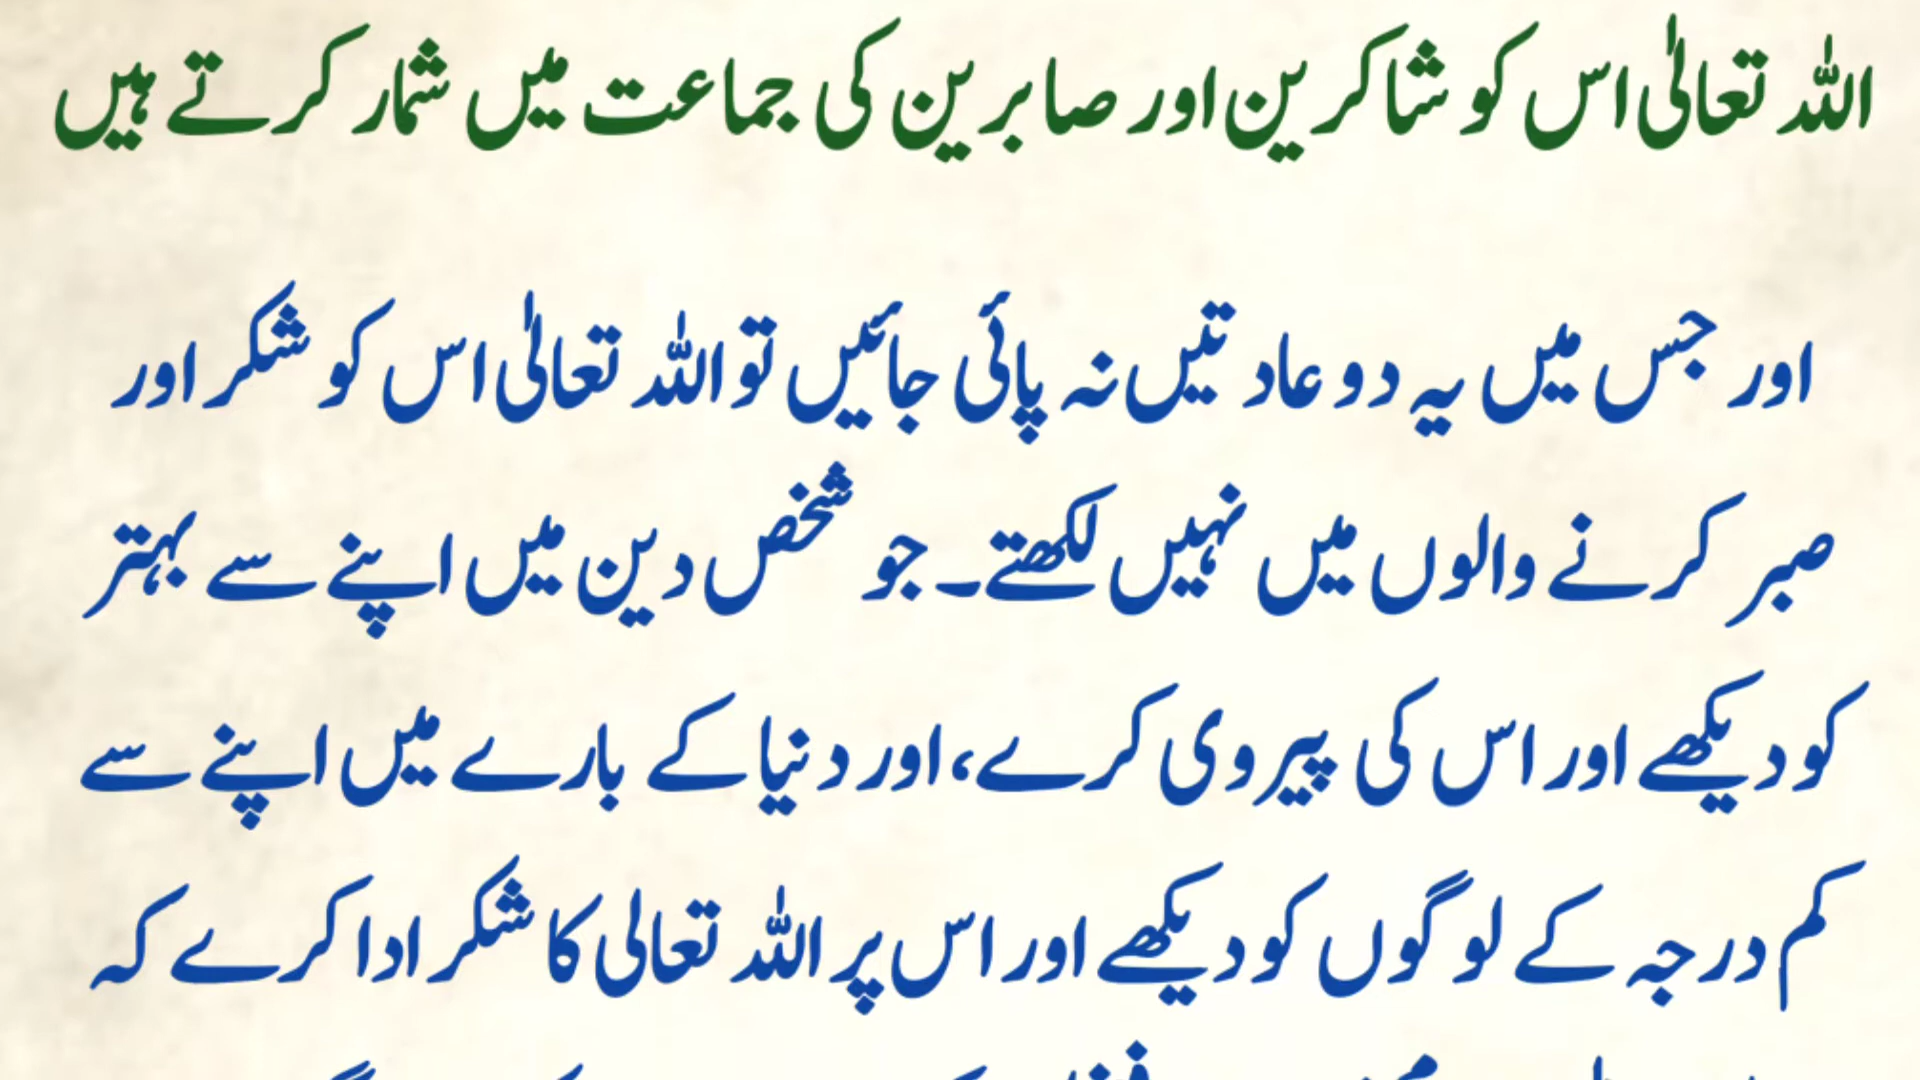 اللہ تعالیٰ اس کو شاکرین اور صابرین کی جماعت میں شمار کرتے ہیں
اور جس میں یہ دو عادتیں نہ پائی جائیں تو اللہ تعالیٰ اس کو شکر اور
صبر کرنے والوں میں نہیں لکھتے۔ جو شخص دین میں اپنے سے بہتر
کو دیکھے اور اس کی پیروی کرے، اور دنیا کے بارے میں اپنے سے
کم درجہ کے لوگوں کو دیکھے اور اس پر اللہ تعالی کا شکر ادا کرے کہ